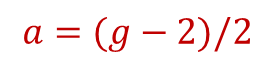 a = (g − 2)/2